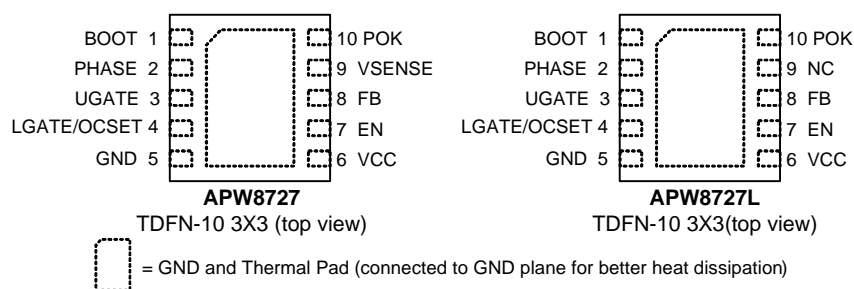 BOOT 1 10 POK
PHASE 2 9 VSENSE
UGATE 3 8 FB
LGATE/OCSET 4 7 EN
GND 5 6 VCC
APW8727
TDFN-10 3X3 (top view)
BOOT 1 10 POK
PHASE 2 9 NC
UGATE 3 8 FB
LGATE/OCSET 4 7 EN
GND 5 6 VCC
APW8727L
TDFN-10 3X3(top view)
= GND and Thermal Pad (connected to GND plane for better heat dissipation)